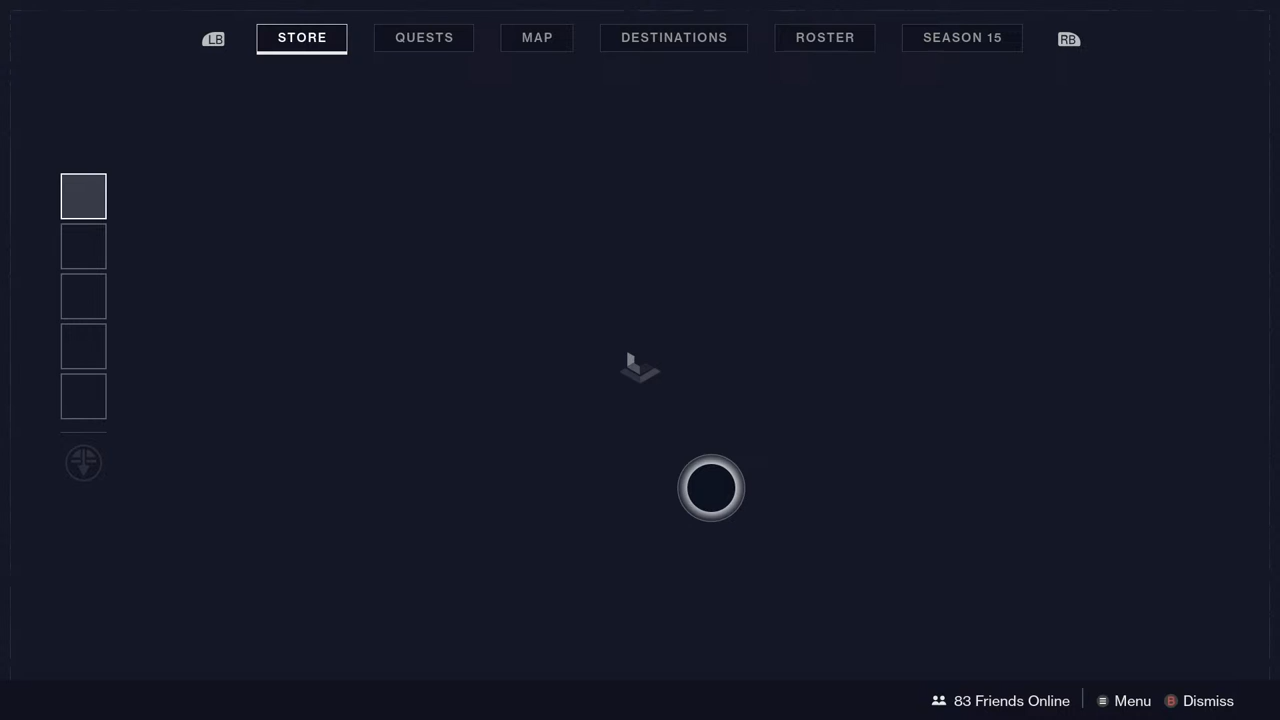 LB STORE QUESTS MAP DESTINATIONS ROSTER SEASON 15 RB
83 Friends Online Menu B Dismiss